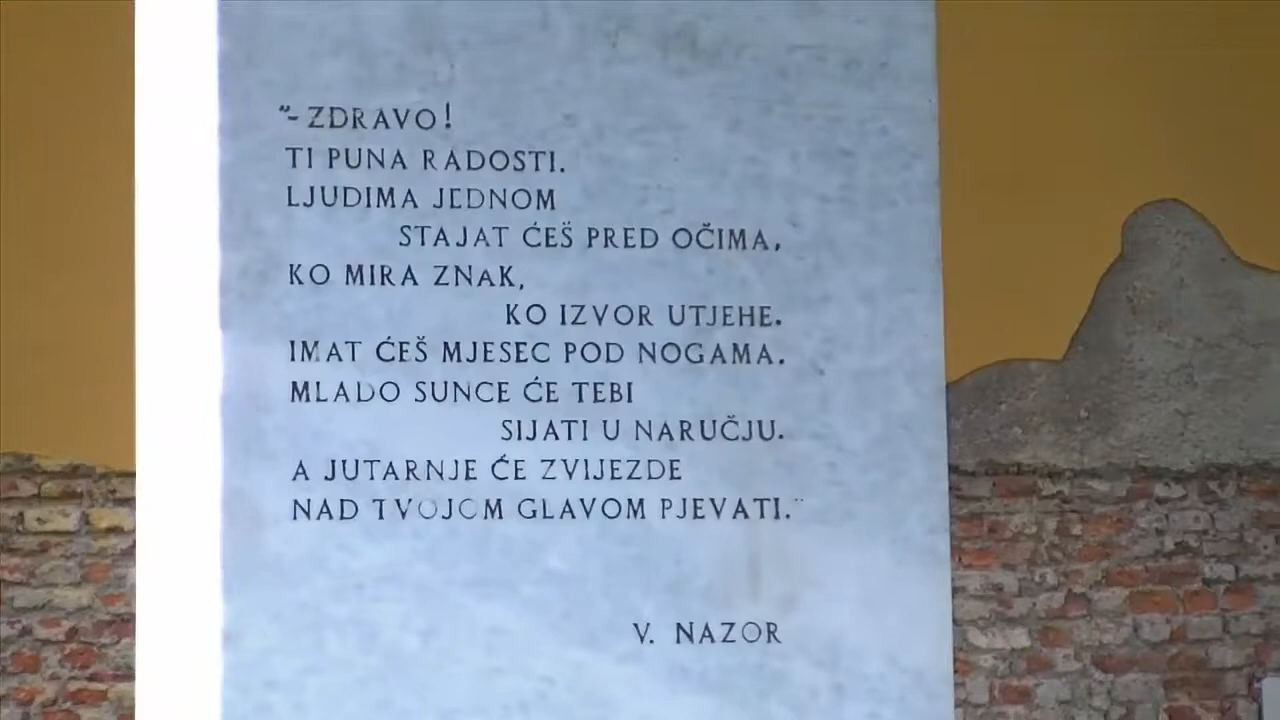 "- ZDRAVO!
TI PUNA RADOSTI.
LJUDIMA JEDNOM
STAJAT ĆEŠ PRED OČIMA,
KO MIRA ZNAK,
KO IZVOR UTJEHE.
IMAT ĆEŠ MJESEC POD NOGAMA.
MLADO SUNCE ĆE TEBI
SIJATI U NARUČJU.
A JUTARNJE ĆE ZVIJEZDE
NAD TVOJOM GLAVOM PJEVATI."
V. NAZOR